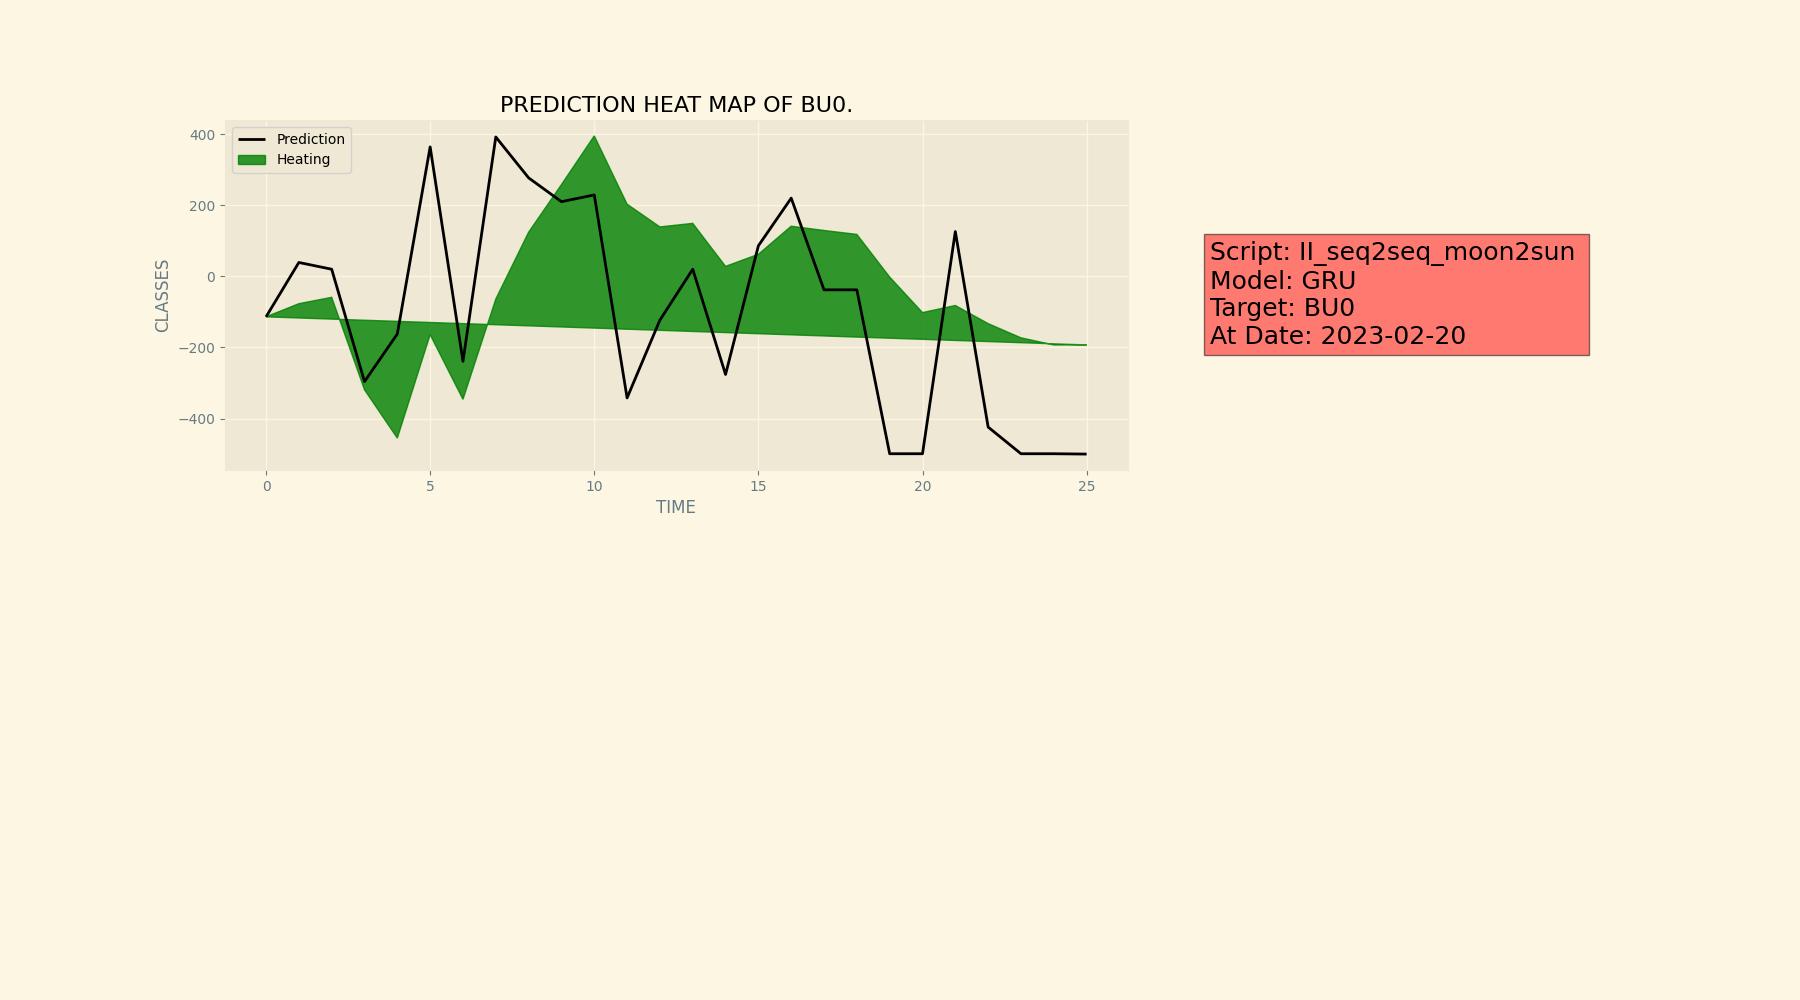 PREDICTION HEAT MAP OF BU0.
Prediction
Heating
400
200
0
−200
−400
CLASSES
0 5 10 15 20 25
TIME
Script: II_seq2seq_moon2sun
Model: GRU
Target: BU0
At Date: 2023-02-20